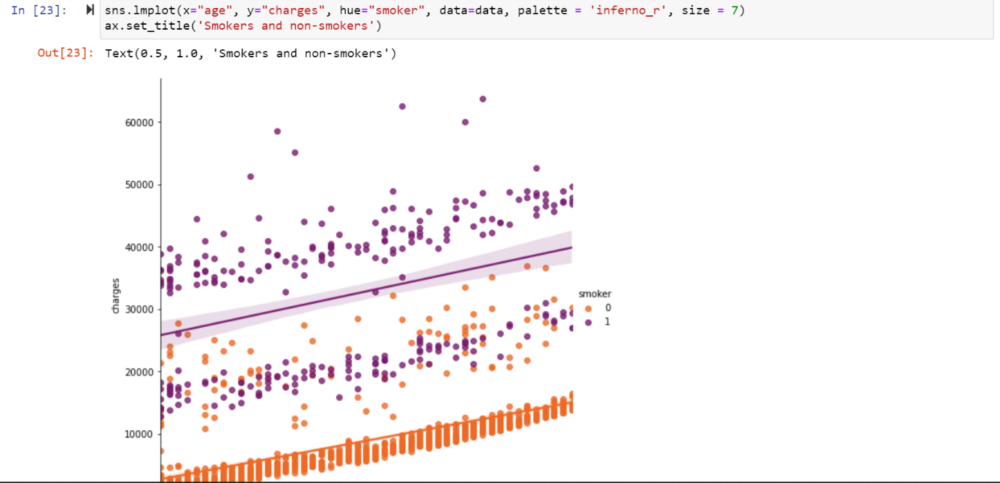 In [23]: sns.lmplot(x="age", y="charges", hue="smoker", data=data, palette = 'inferno_r', size = 7)
ax.set_title('Smokers and non-smokers')
Out[23]: Text(0.5, 1.0, 'Smokers and non-smokers')
60000
50000
40000
30000
20000
10000
charges
smoker
0
1